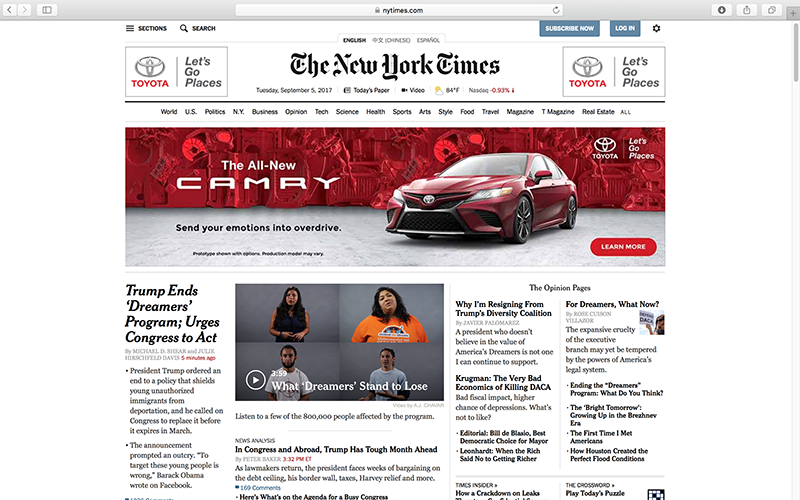 nytimes.com
SECTIONS
SEARCH
SUBSCRIBE NOW
LOG IN
ENGLISH 中文 (CHINESE) ESPAÑOL
TOYOTA
Let's
Go
Places
The New York Times
TOYOTA
Let's
Go
Places
Tuesday, September 5, 2017
Today's Paper
Video
84°F
Nasdaq -0.93%
World U.S. Politics N.Y. Business Opinion Tech Science Health Sports Arts Style Food Travel Magazine T Magazine Real Estate ALL
The All-New
CAMRY
Send your emotions into overdrive.
Prototype shown with options. Production model may vary.
TOYOTA
Let's
Go Places
LEARN MORE
Trump Ends
‘Dreamers’
Program; Urges
Congress to Act
By MICHAEL D. SHEAR and JULIE
HIRSCHFELD DAVIS 5 minutes ago
• President Trump ordered an
end to a policy that shields
young unauthorized
immigrants from
deportation, and he called on
Congress to replace it before
it expires in March.
• The announcement
prompted an outcry. “To
target these young people is
wrong,” Barack Obama
wrote on Facebook.
3:59
What ‘Dreamers’ Stand to Lose
Video by A.J. CHAVAR
Listen to a few of the 800,000 people affected by the program.
NEWS ANALYSIS
In Congress and Abroad, Trump Has Tough Month Ahead
By PETER BAKER 3:32 PM ET
As lawmakers return, the president faces weeks of bargaining on
the debt ceiling, his border wall, taxes, Harvey relief and more.
169 Comments
• Here's What's on the Agenda for a Busy Congress
The Opinion Pages
Why I'm Resigning From
Trump's Diversity Coalition
By JAVIER PALOMAREZ
A president who doesn't
believe in the value of
America's Dreamers is not one
I can continue to support.
Krugman: The Very Bad
Economics of Killing DACA
Bad fiscal impact, higher
chance of depressions. What's
not to like?
• Editorial: Bill de Blasio, Best
Democratic Choice for Mayor
• Leonhardt: When the Rich
Said No to Getting Richer
For Dreamers, What Now?
By ROSE CUISON
VILLAZOR
The expansive cruelty
of the executive
branch may yet be tempered
by the powers of America's
legal system.
• Ending the “Dreamers”
Program: What Do You Think?
• The ‘Bright Tomorrow’:
Growing Up in the Brezhnev
Era
• The First Time I Met
Americans
• How Houston Created the
Perfect Flood Conditions
TIMES INSIDER »
How a Crackdown on Leaks
THE CROSSWORD »
Play Today's Puzzle